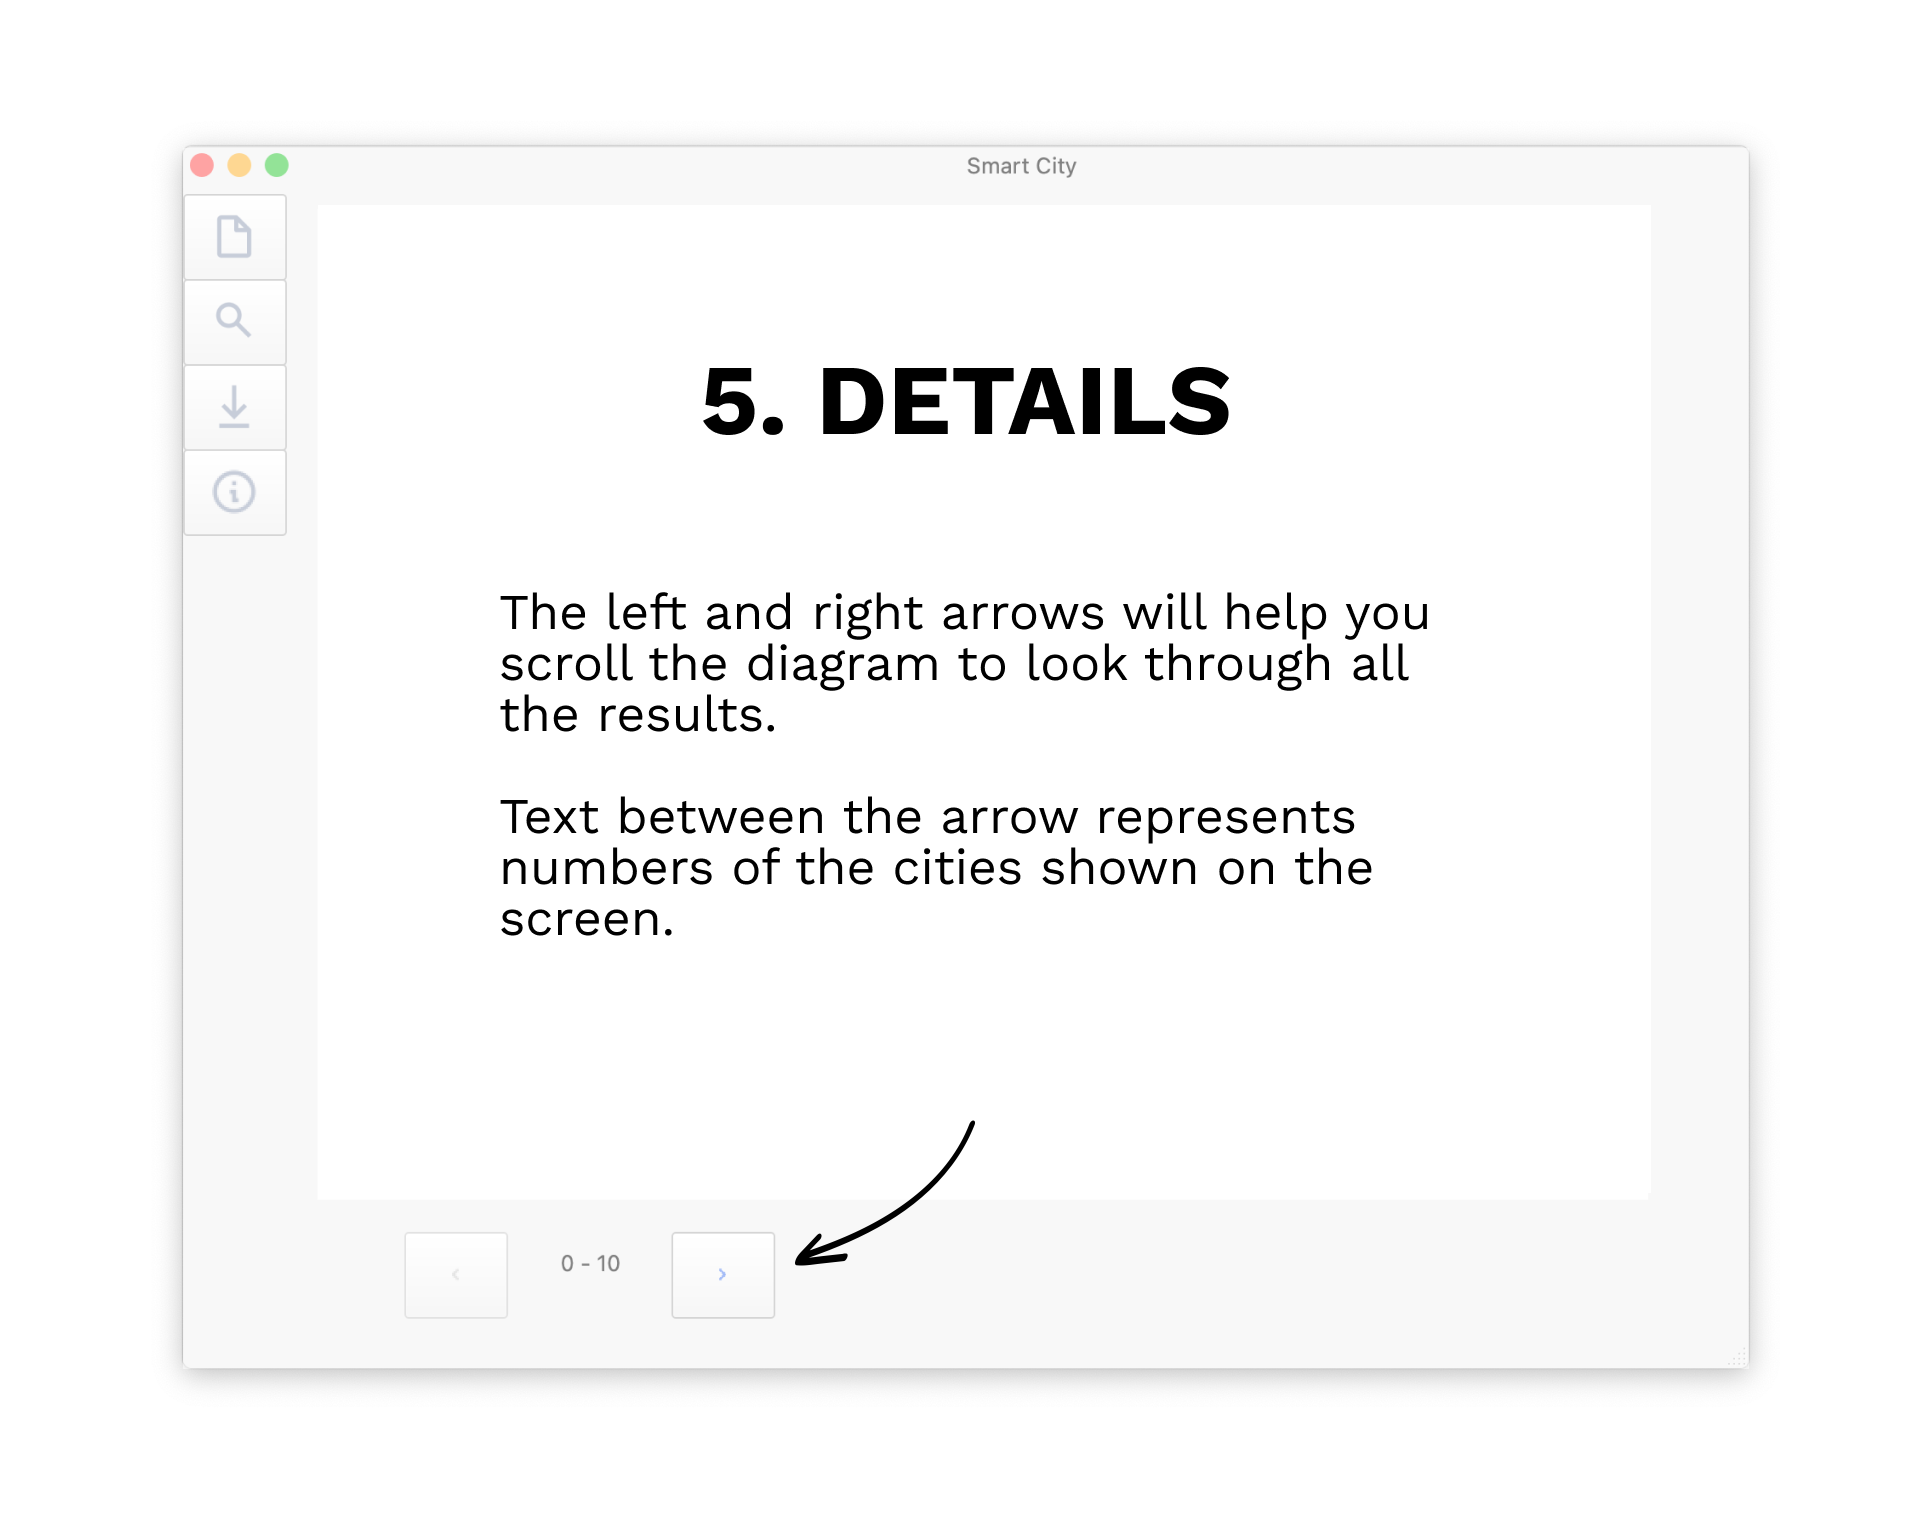 Smart City
5. DETAILS
The left and right arrows will help you
scroll the diagram to look through all
the results.
Text between the arrow represents
numbers of the cities shown on the
screen.
‹ 0 - 10 ›